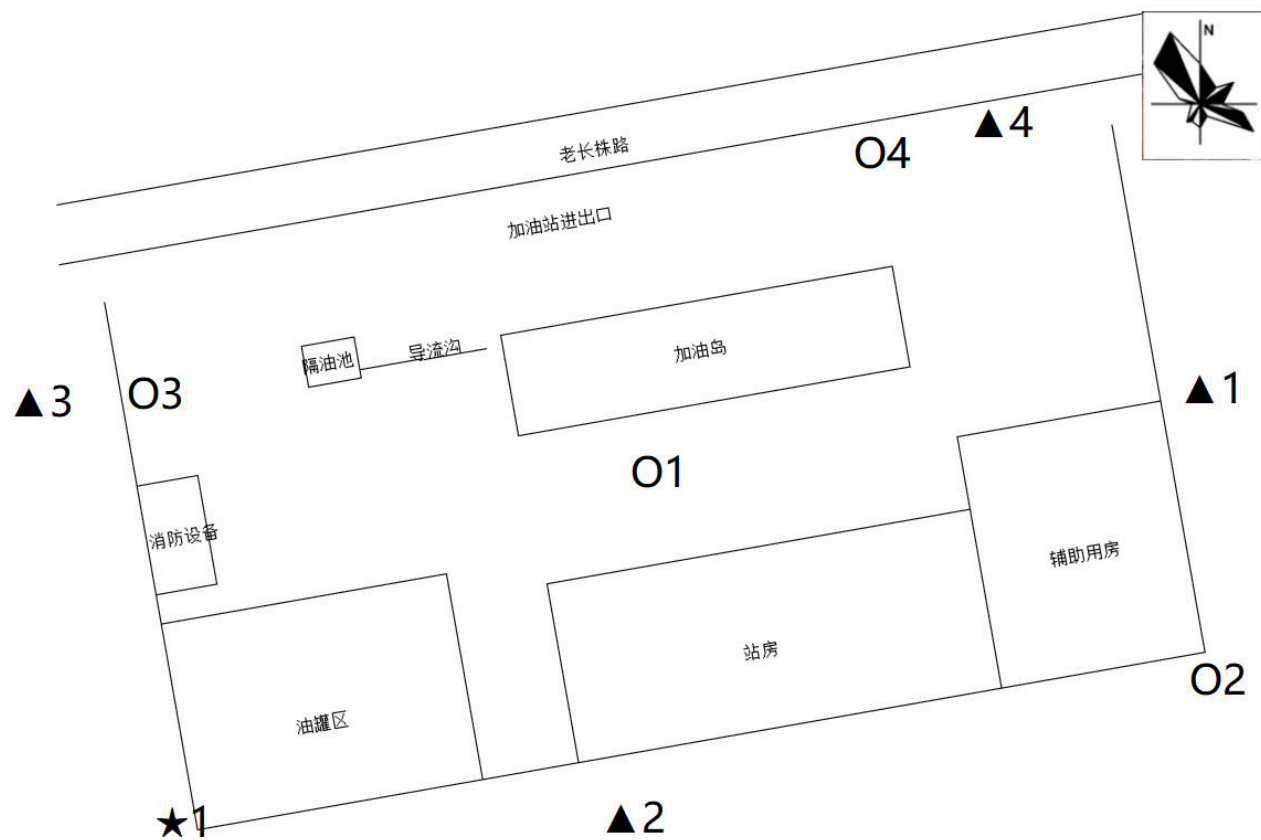 N
▲4
老长株路
O4
加油站进出口
加油岛
导流沟
隔油池
▲3
O3
▲1
O1
消防设备
辅助用房
站房
O2
油罐区
★1
▲2